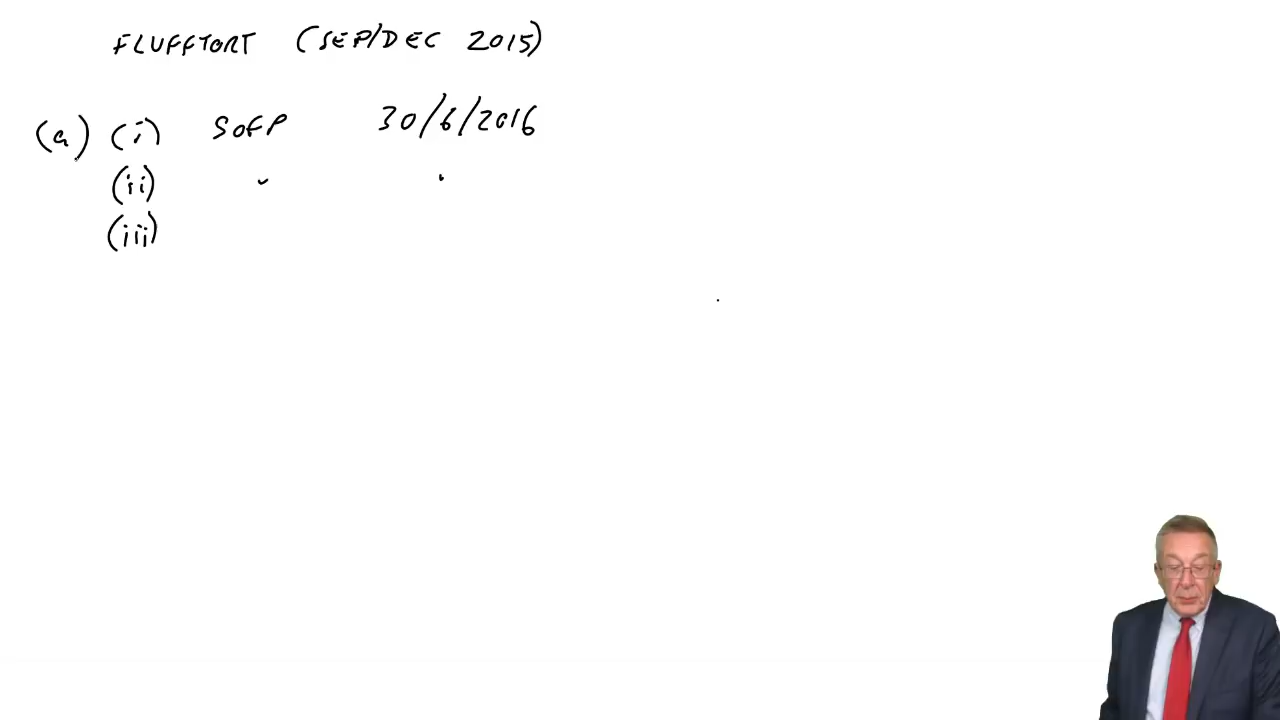 FLUFFTORT (SEP/DEC 2015)
(a) (i) SOFP 30/6/2016
(ii) " "
(iii)